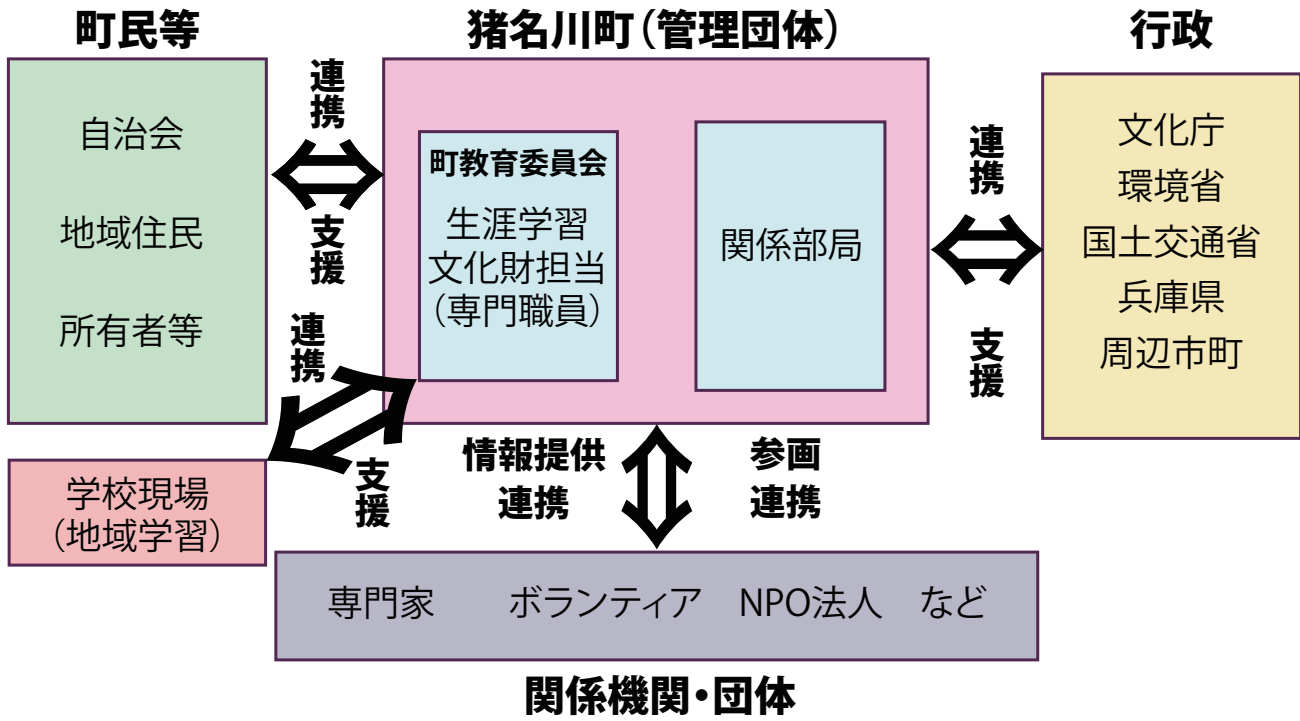 町民等
自治会
地域住民
所有者等
連携
支援
猪名川町(管理団体)
町教育委員会
生涯学習
文化財担当
(専門職員)
関係部局
連携
支援
行政
文化庁
環境省
国土交通省
兵庫県
周辺市町
連携
支援
学校現場
(地域学習)
情報提供
連携
参画
連携
専門家 ボランティア NPO法人 など
関係機関・団体